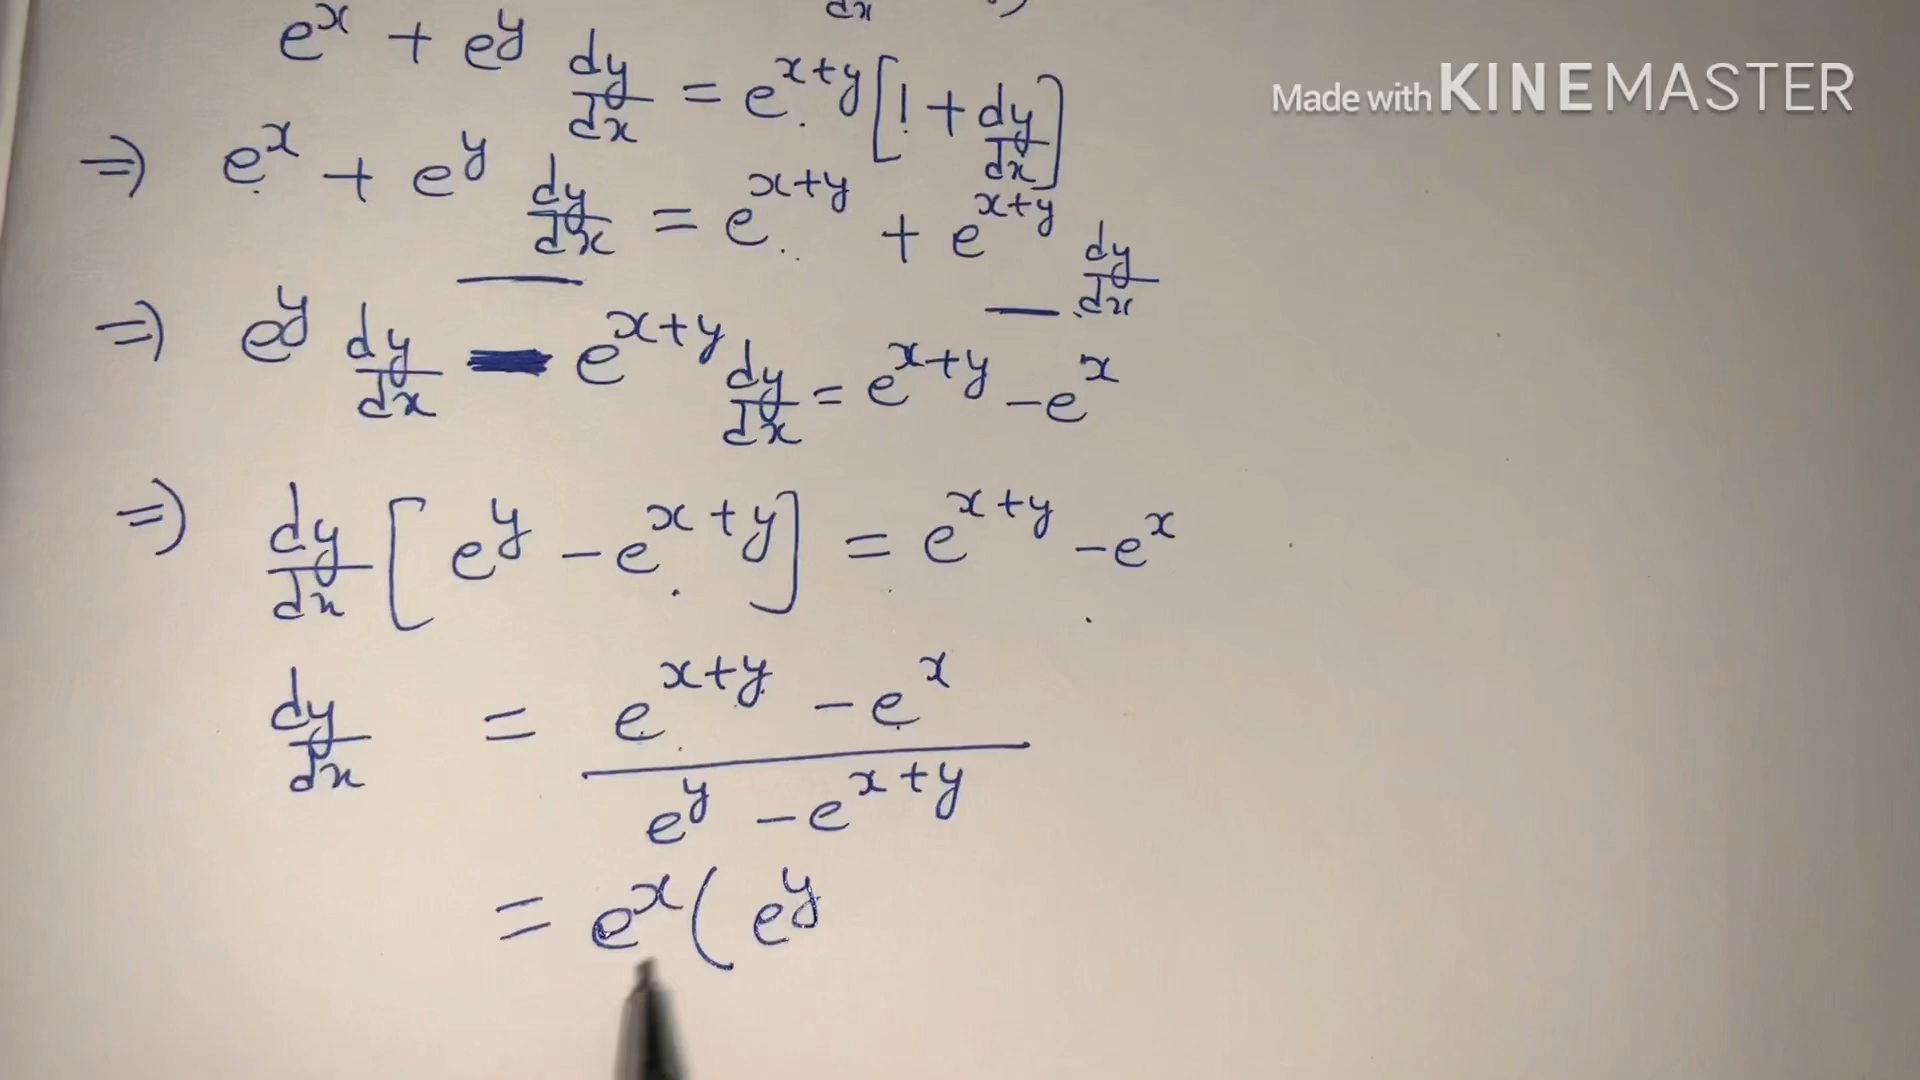 dx
e^x + e^y dy/dx = e^{x+y} [1 + dy/dx]
Made with KINEMASTER
⇒ e^x + e^y dy/dx = e^{x+y} + e^{x+y} dy/dx
⇒ e^y dy/dx − e^{x+y} dy/dx = e^{x+y} − e^x
⇒ dy/dx [e^y − e^{x+y}] = e^{x+y} − e^x
dy/dx = (e^{x+y} − e^x)/(e^y − e^{x+y})
= e^x ( e^y